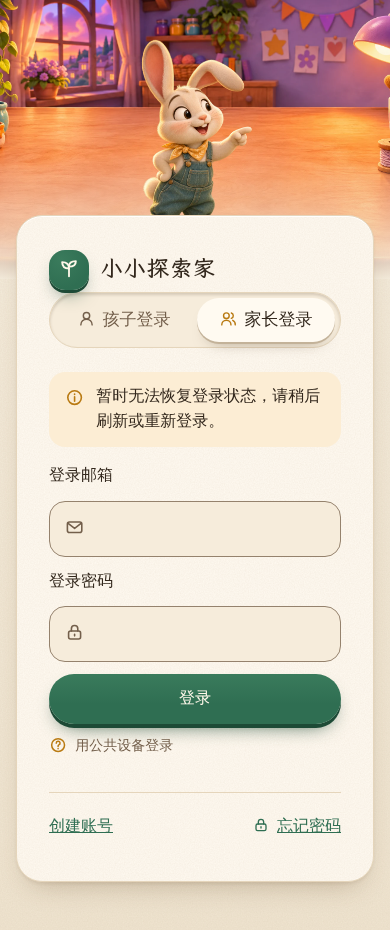 小小探索家
孩子登录
家长登录
暂时无法恢复登录状态，请稍后
刷新或重新登录。
登录邮箱
登录密码
登录
用公共设备登录
创建账号
忘记密码